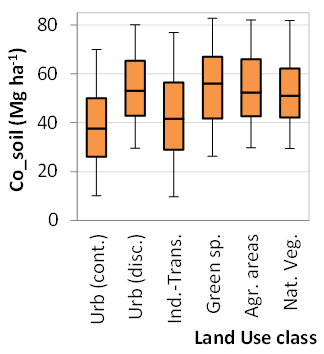 Co_soil (Mg ha-1)
80
60
40
20
0
Urb (cont.)
Urb (disc.)
Ind.-Trans.
Green sp.
Agr. areas
Nat. Veg.
Land Use class